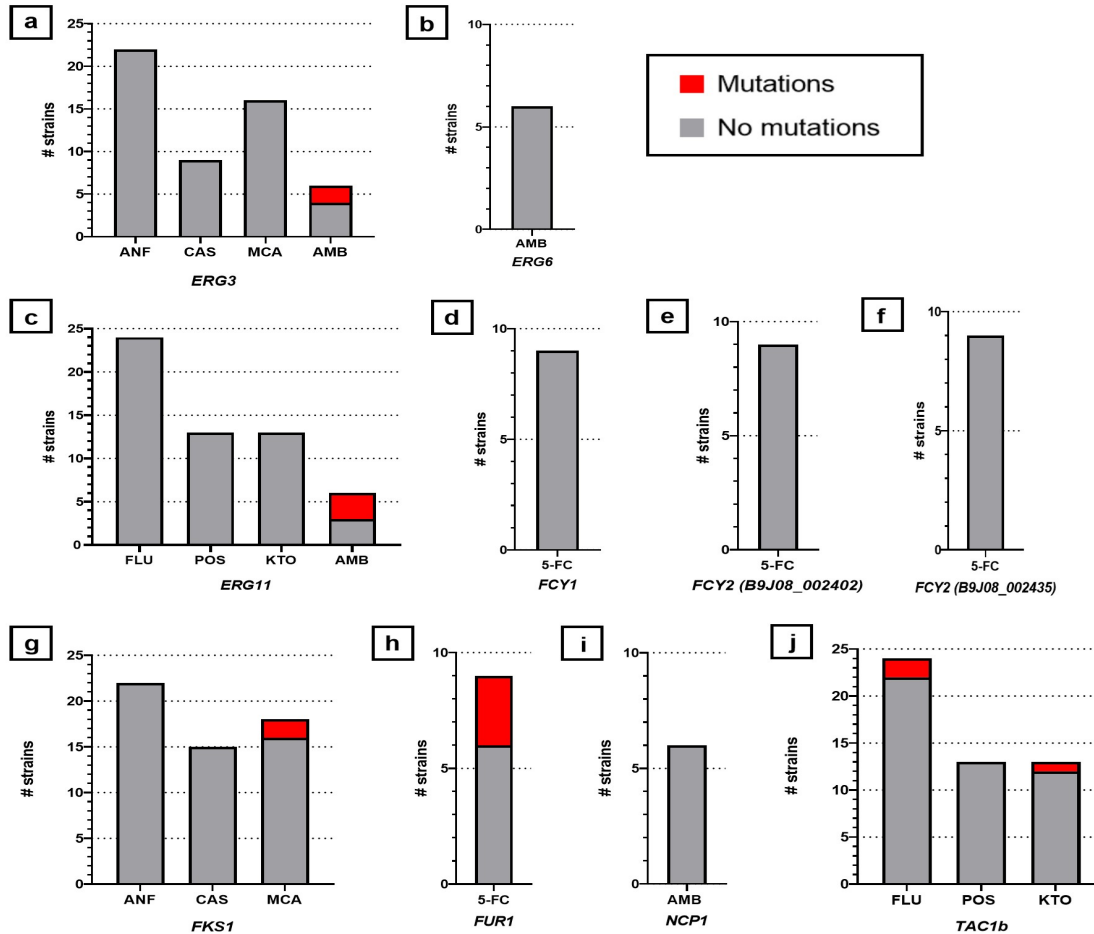 a
25
20
15
10
5
0
# strains
ANF CAS MCA AMB
ERG3
b
10
5
0
# strains
AMB
ERG6
Mutations
No mutations
c
25
20
15
10
5
0
# strains
FLU POS KTO AMB
ERG11
d
10
5
0
# strains
5-FC
FCY1
e
10
5
0
# strains
5-FC
FCY2 (B9J08_002402)
f
10
5
0
# strains
5-FC
FCY2 (B9J08_002435)
g
25
20
15
10
5
0
# strains
ANF CAS MCA
FKS1
h
10
5
0
# strains
5-FC
FUR1
i
10
5
0
# strains
AMB
NCP1
j
25
20
15
10
5
0
# strains
FLU POS KTO
TAC1b